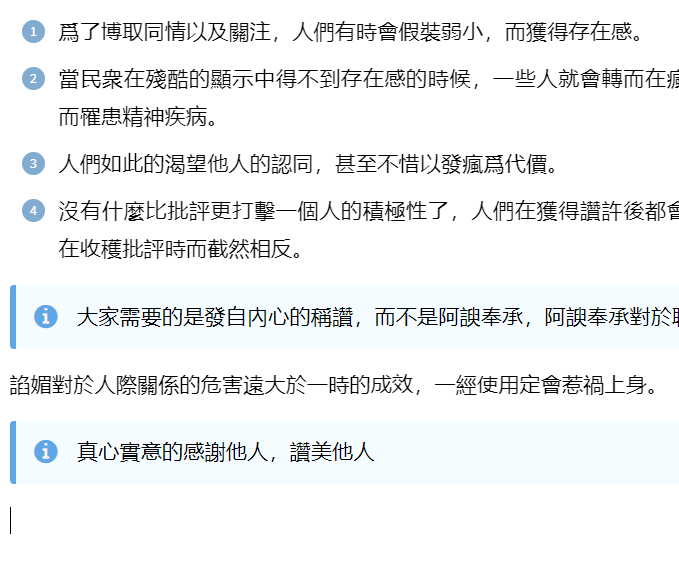 1 爲了博取同情以及關注，人們有時會假裝弱小，而獲得存在感。
2 當民衆在殘酷的顯示中得不到存在感的時候，一些人就會轉而在瘋
而罹患精神疾病。
3 人們如此的渴望他人的認同，甚至不惜以發瘋爲代價。
4 沒有什麼比批評更打擊一個人的積極性了，人們在獲得讚許後都會
在收穫批評時而截然相反。
大家需要的是發自內心的稱讚，而不是阿諛奉承，阿諛奉承對於
諂媚對於人際關係的危害遠大於一時的成效，一經使用定會惹禍上身。
真心實意的感謝他人，讚美他人